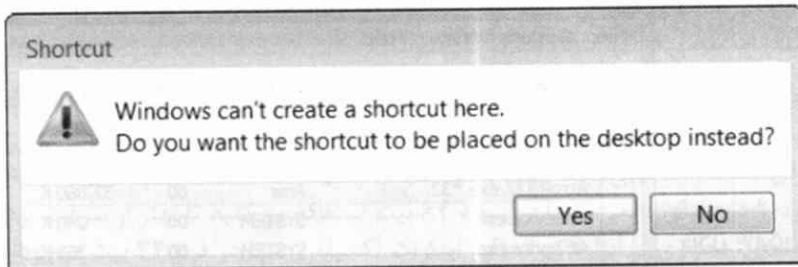 Shortcut
Windows can't create a shortcut here.
Do you want the shortcut to be placed on the desktop instead?
Yes
No